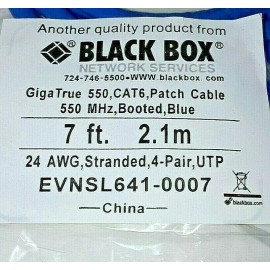 Another quality product from
BLACK BOX
NETWORK SERVICES
724-746-5500•www.blackbox.com
GigaTrue 550,CAT6,Patch Cable
550 MHz,Booted,Blue
7 ft. 2.1m
24 AWG,Stranded,4-Pair,UTP
EVNSL641-0007
China
blackbox.com